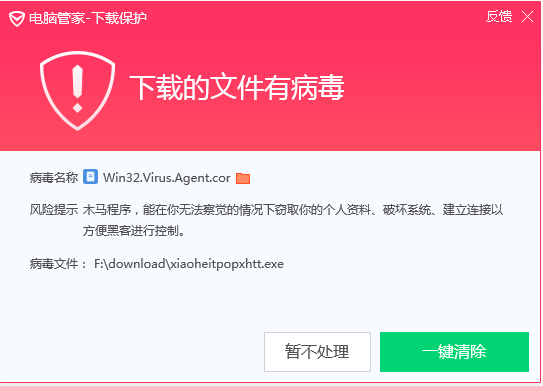 电脑管家-下载保护 反馈
下载的文件有病毒
病毒名称 Win32.Virus.Agent.cor
风险提示 木马程序，能在你无法察觉的情况下窃取你的个人资料、破坏系统、建立连接以
方便黑客进行控制。
病毒文件： F:\download\xiaoheitpopxhtt.exe
暂不处理 一键清除